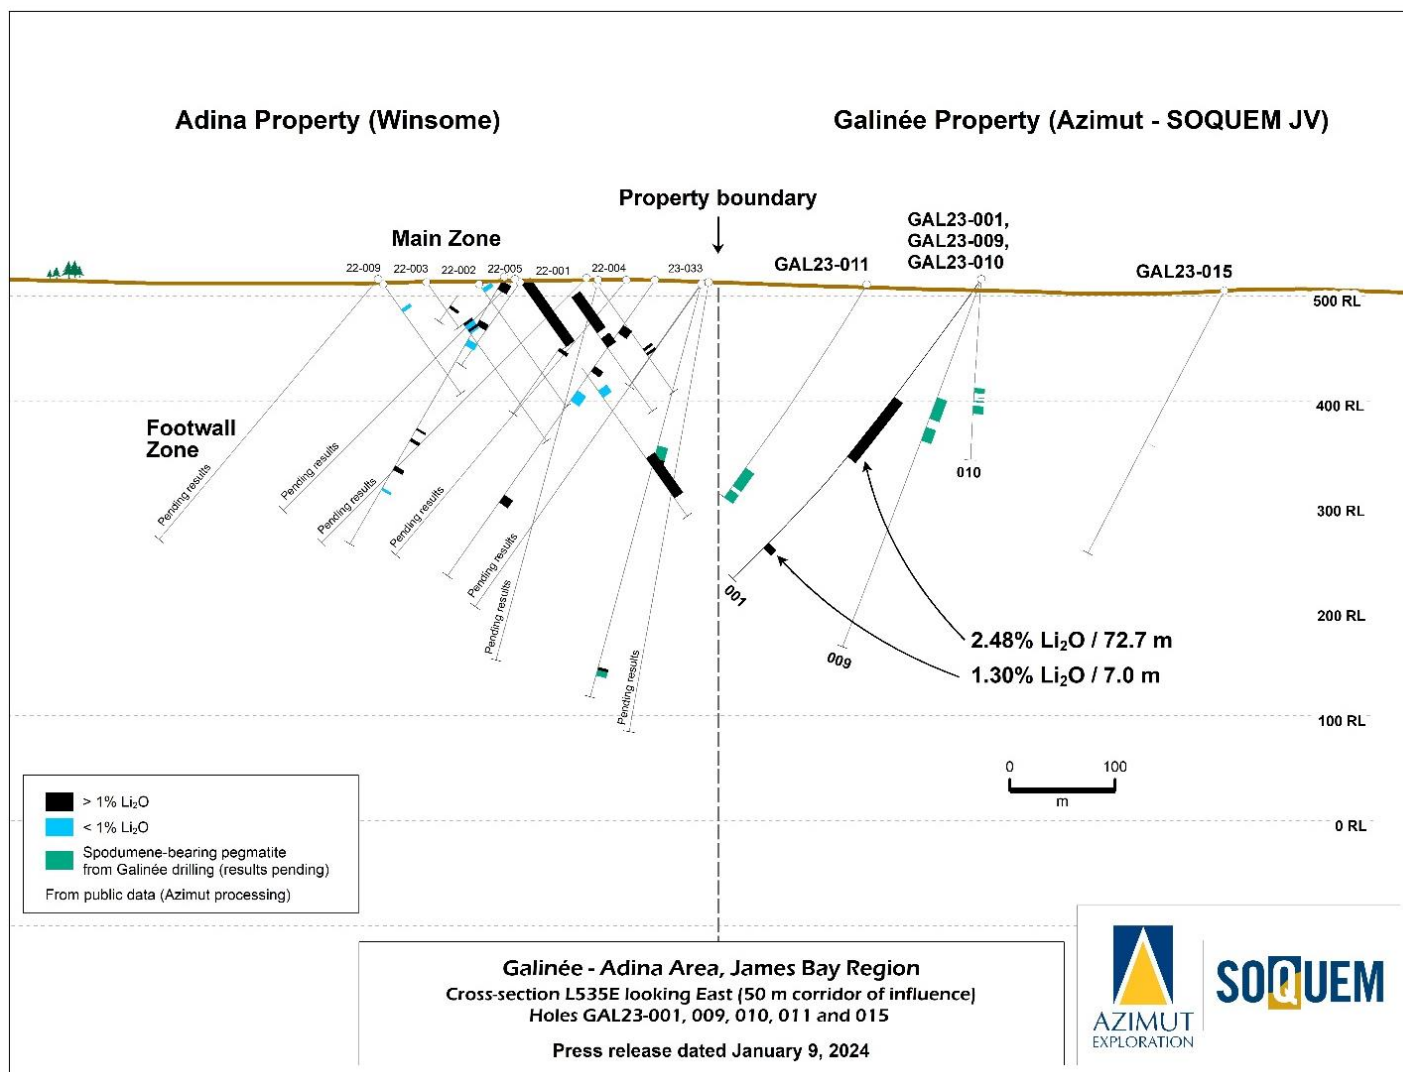 Adina Property (Winsome)
Galinée Property (Azimut - SOQUEM JV)
Property boundary
Main Zone
22-009
22-003
22-002
22-005
22-001
22-004
23-033
GAL23-011
GAL23-001,
GAL23-009,
GAL23-010
GAL23-015
500 RL
400 RL
300 RL
200 RL
100 RL
0 RL
Footwall
Zone
Pending results
Pending results
Pending results
Pending results
Pending results
Pending results
Pending results
001
009
010
2.48% Li₂O / 72.7 m
1.30% Li₂O / 7.0 m
0
100
m
> 1% Li₂O
< 1% Li₂O
Spodumene-bearing pegmatite
from Galinée drilling (results pending)
From public data (Azimut processing)
Galinée - Adina Area, James Bay Region
Cross-section L535E looking East (50 m corridor of influence)
Holes GAL23-001, 009, 010, 011 and 015
Press release dated January 9, 2024
AZIMUT
EXPLORATION
SOQUEM